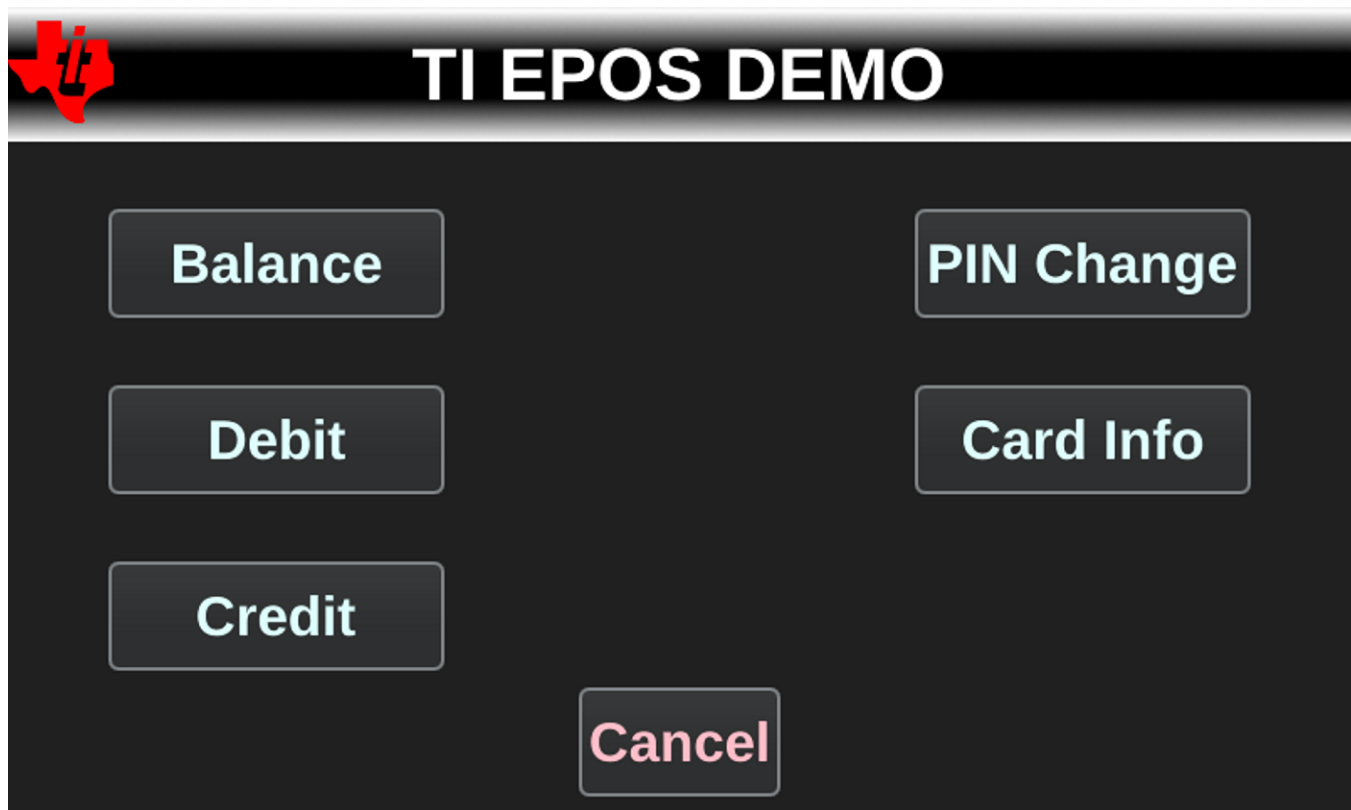 TI EPOS DEMO
Balance
PIN Change
Debit
Card Info
Credit
Cancel